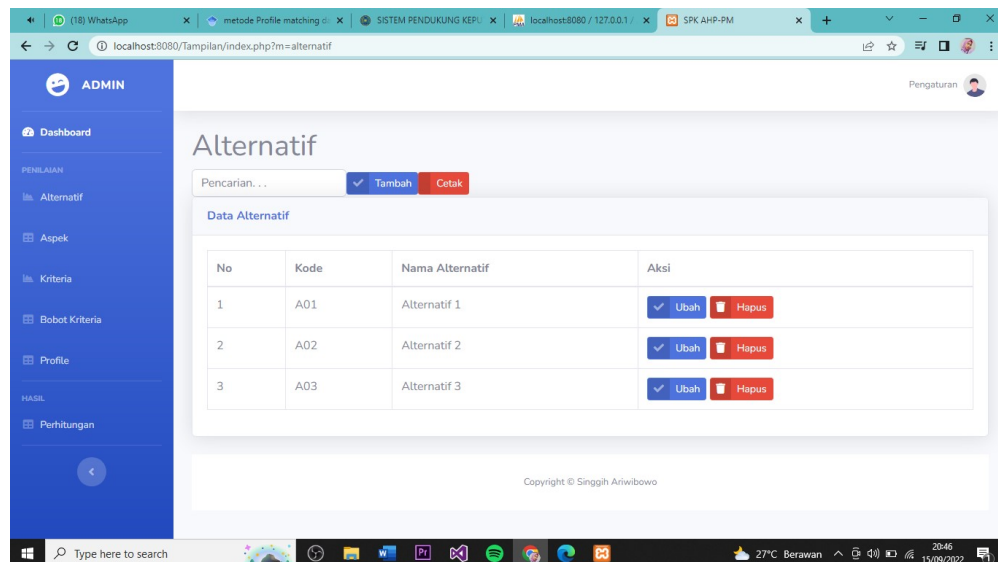 (18) WhatsApp
metode Profile matching d
SISTEM PENDUKUNG KEPU
localhost:8080 / 127.0.0.1 /
SPK AHP-PM
localhost:8080/Tampilan/index.php?m=alternatif
ADMIN
Pengaturan
Dashboard
PENILAIAN
Alternatif
Aspek
Kriteria
Bobot Kriteria
Profile
HASIL
Perhitungan
Alternatif
Pencarian. . .
Tambah
Cetak
Data Alternatif
No Kode Nama Alternatif Aksi
1 A01 Alternatif 1 Ubah Hapus
2 A02 Alternatif 2 Ubah Hapus
3 A03 Alternatif 3 Ubah Hapus
Copyright © Singgih Ariwibowo
Type here to search
27°C Berawan
20:46
15/09/2022